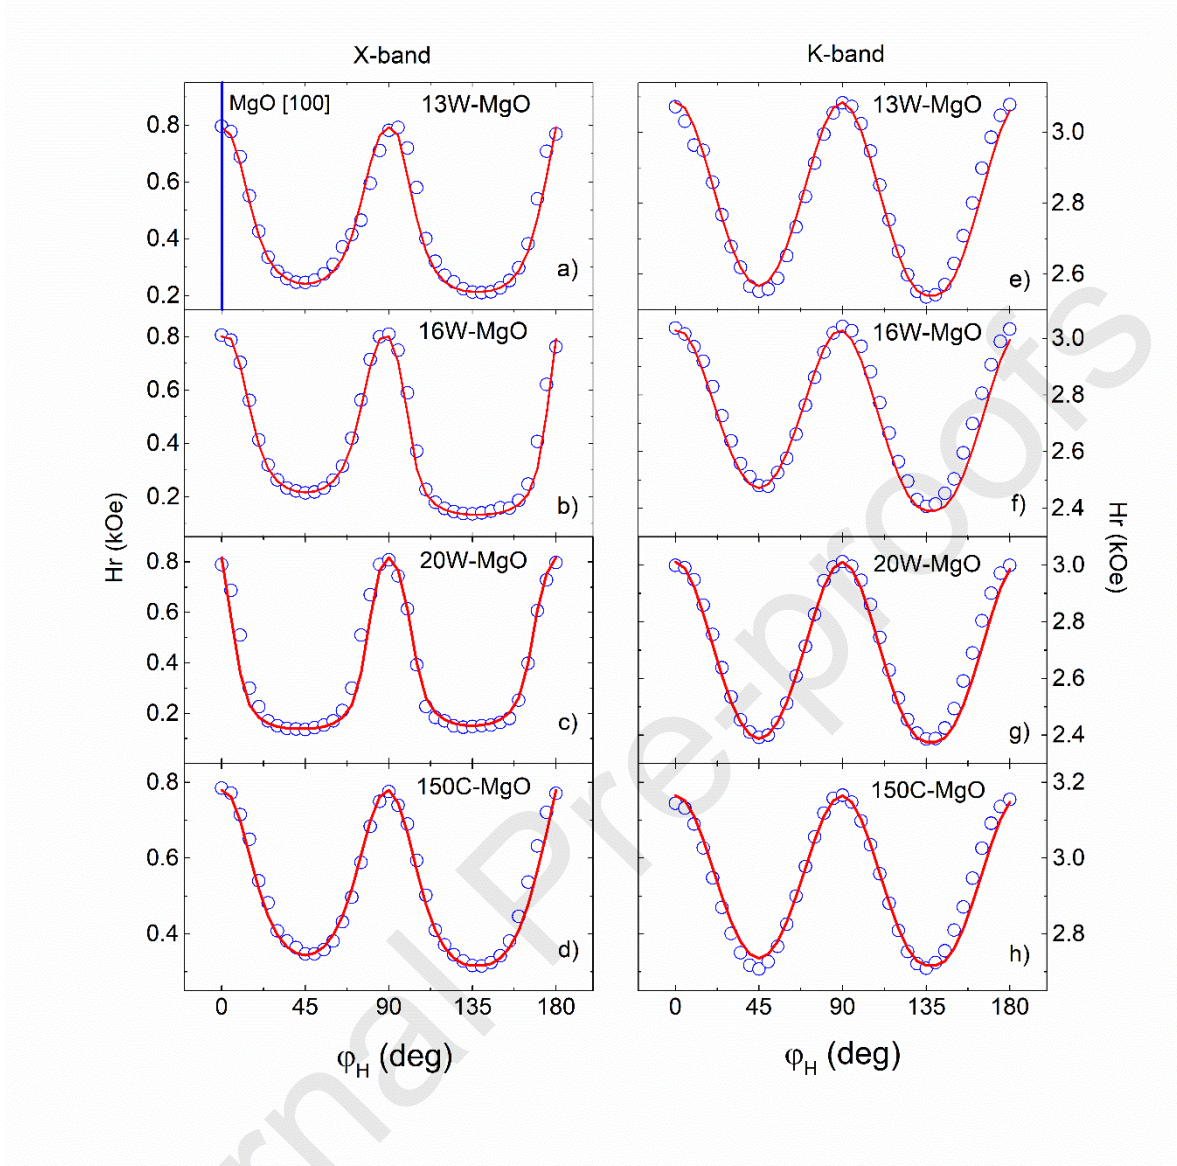 X-band
K-band
MgO [100]
13W-MgO
a)
0.8
0.6
0.4
0.2
16W-MgO
b)
0.8
0.6
0.4
0.2
20W-MgO
c)
0.8
0.6
0.4
0.2
150C-MgO
d)
0.8
0.6
0.4
Hr (kOe)
0 45 90 135 180
φH (deg)
13W-MgO
e)
3.0
2.8
2.6
16W-MgO
f)
3.0
2.8
2.6
2.4
20W-MgO
g)
3.0
2.8
2.6
2.4
150C-MgO
h)
3.2
3.0
2.8
Hr (kOe)
0 45 90 135 180
φH (deg)
rnal Pre-proofs